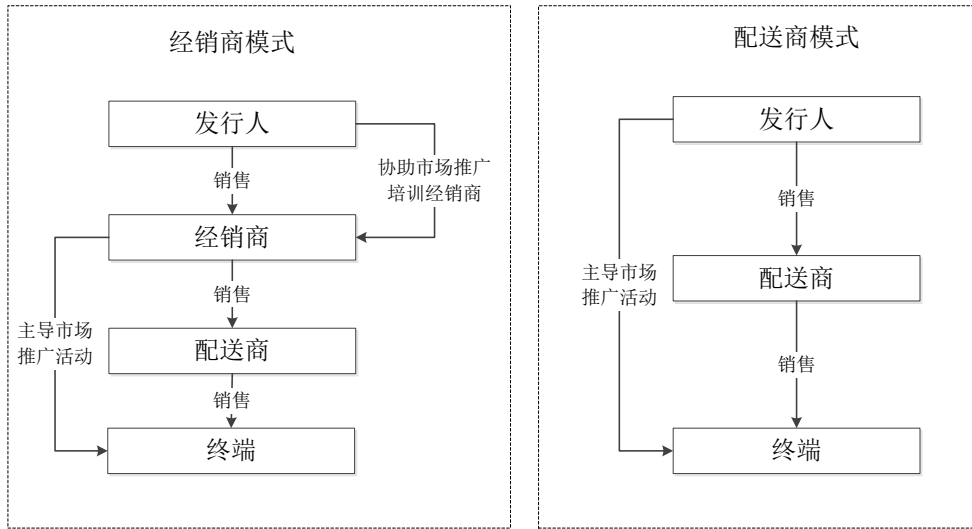 经销商模式
发行人
协助市场推广
培训经销商
销售
经销商
销售
主导市场
推广活动
配送商
销售
终端
配送商模式
发行人
销售
主导市场
推广活动
配送商
销售
终端